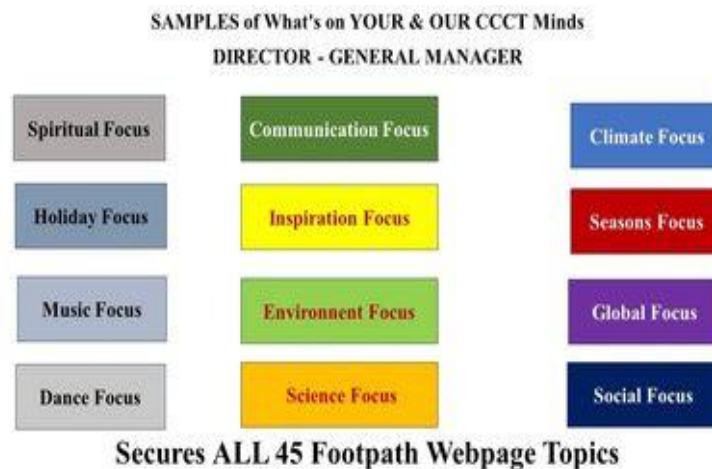 SAMPLES of What's on YOUR & OUR CCCT Minds
DIRECTOR - GENERAL MANAGER
Spiritual Focus
Communication Focus
Climate Focus
Holiday Focus
Inspiration Focus
Seasons Focus
Music Focus
Environnent Focus
Global Focus
Dance Focus
Science Focus
Social Focus
Secures ALL 45 Footpath Webpage Topics